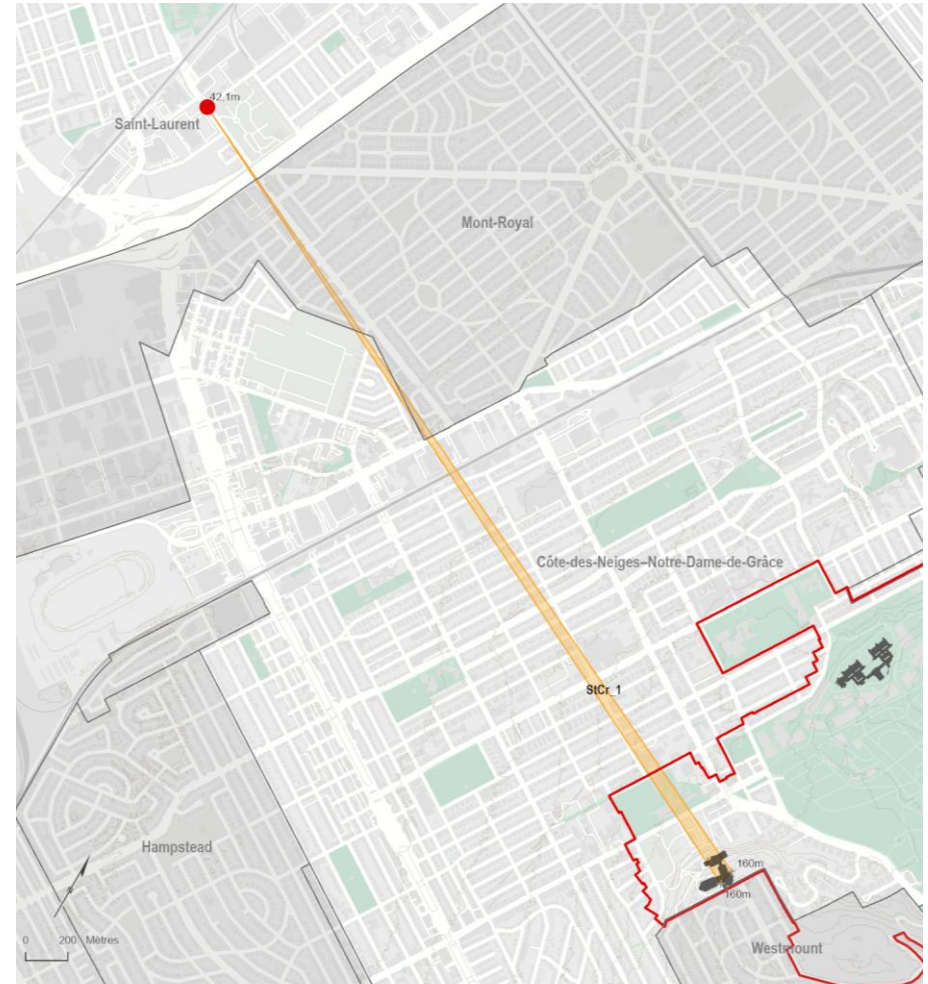 42,1m
Saint-Laurent
Mont-Royal
Côte-des-Neiges–Notre-Dame-de-Grâce
StCr_1
Hampstead
160m
160m
0 200 Mètres
Westmount